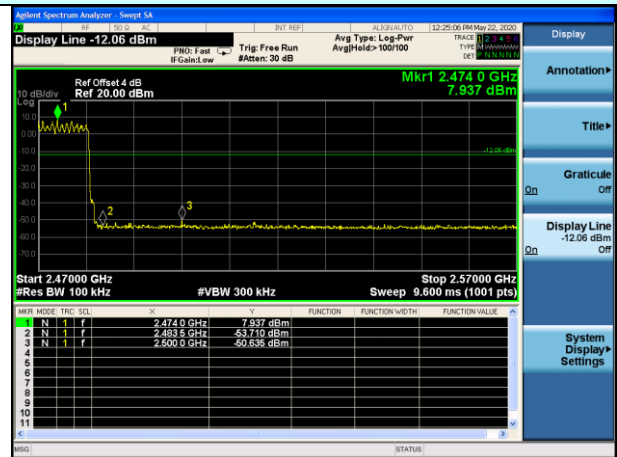 Agilent Spectrum Analyzer - Swept SA
RF 50 Ω AC INT REF ALIGNAUTO 12:25:06 PM May 22, 2020
Display Line -12.06 dBm
PNO: Fast
IFGain:Low
Trig: Free Run
#Atten: 30 dB
Avg Type: Log-Pwr
Avg|Hold:> 100/100
TRACE 1 2 3 4 5 6
TYPE M
DET P N N N N N
Ref Offset 4 dB
Ref 20.00 dBm
10 dB/div
Log
Mkr1 2.474 0 GHz
7.937 dBm
1
10.0
0.00
-10.0
-12.06 dBm
-20.0
-30.0
-40.0
2
3
-50.0
-60.0
-70.0
Start 2.47000 GHz
Stop 2.57000 GHz
#Res BW 100 kHz
#VBW 300 kHz
Sweep 9.600 ms (1001 pts)
MKR MODE TRC SCL X Y FUNCTION FUNCTION WIDTH FUNCTION VALUE
1 N 1 f 2.474 0 GHz 7.937 dBm
2 N 1 f 2.483 5 GHz -53.710 dBm
3 N 1 f 2.500 0 GHz -50.635 dBm
4
5
6
7
8
9
10
11
MSG
STATUS
Display
Annotation
Title
Graticule
On Off
Display Line
-12.06 dBm
On Off
System
Display
Settings